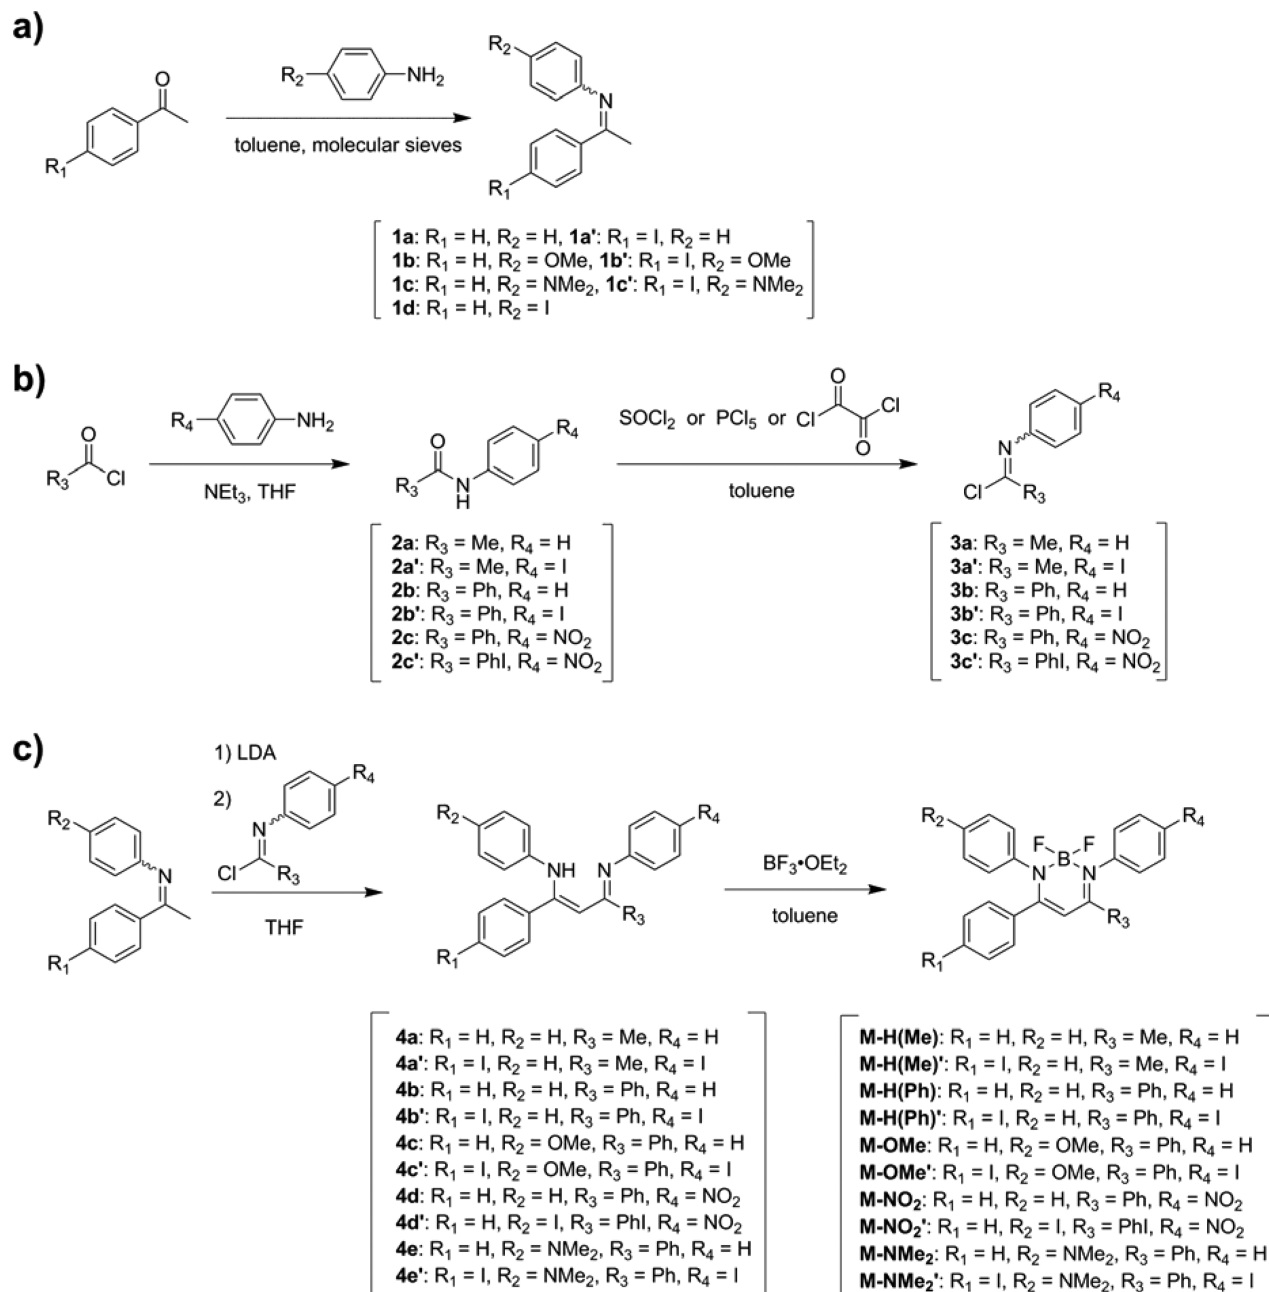 a)
R₂
NH₂
O
R₁
toluene, molecular sieves
R₂
N
R₁
1a: R₁ = H, R₂ = H, 1a': R₁ = I, R₂ = H
1b: R₁ = H, R₂ = OMe, 1b': R₁ = I, R₂ = OMe
1c: R₁ = H, R₂ = NMe₂, 1c': R₁ = I, R₂ = NMe₂
1d: R₁ = H, R₂ = I
b)
O
R₃
Cl
R₄
NH₂
NEt₃, THF
O
R₃
N
H
R₄
SOCl₂ or PCl₅ or
O
Cl
Cl
O
toluene
R₄
N
Cl
R₃
2a: R₃ = Me, R₄ = H
2a': R₃ = Me, R₄ = I
2b: R₃ = Ph, R₄ = H
2b': R₃ = Ph, R₄ = I
2c: R₃ = Ph, R₄ = NO₂
2c': R₃ = PhI, R₄ = NO₂
3a: R₃ = Me, R₄ = H
3a': R₃ = Me, R₄ = I
3b: R₃ = Ph, R₄ = H
3b': R₃ = Ph, R₄ = I
3c: R₃ = Ph, R₄ = NO₂
3c': R₃ = PhI, R₄ = NO₂
c)
R₂
N
R₁
1) LDA
2)
R₄
N
Cl
R₃
THF
R₂
NH
N
R₄
R₃
R₁
BF₃•OEt₂
toluene
R₂
F
F
B
N
N
R₄
R₃
R₁
4a: R₁ = H, R₂ = H, R₃ = Me, R₄ = H
4a': R₁ = I, R₂ = H, R₃ = Me, R₄ = I
4b: R₁ = H, R₂ = H, R₃ = Ph, R₄ = H
4b': R₁ = I, R₂ = H, R₃ = Ph, R₄ = I
4c: R₁ = H, R₂ = OMe, R₃ = Ph, R₄ = H
4c': R₁ = I, R₂ = OMe, R₃ = Ph, R₄ = I
4d: R₁ = H, R₂ = H, R₃ = Ph, R₄ = NO₂
4d': R₁ = H, R₂ = I, R₃ = PhI, R₄ = NO₂
4e: R₁ = H, R₂ = NMe₂, R₃ = Ph, R₄ = H
4e': R₁ = I, R₂ = NMe₂, R₃ = Ph, R₄ = I
M-H(Me): R₁ = H, R₂ = H, R₃ = Me, R₄ = H
M-H(Me)': R₁ = I, R₂ = H, R₃ = Me, R₄ = I
M-H(Ph): R₁ = H, R₂ = H, R₃ = Ph, R₄ = H
M-H(Ph)': R₁ = I, R₂ = H, R₃ = Ph, R₄ = I
M-OMe: R₁ = H, R₂ = OMe, R₃ = Ph, R₄ = H
M-OMe': R₁ = I, R₂ = OMe, R₃ = Ph, R₄ = I
M-NO₂: R₁ = H, R₂ = H, R₃ = Ph, R₄ = NO₂
M-NO₂': R₁ = H, R₂ = I, R₃ = PhI, R₄ = NO₂
M-NMe₂: R₁ = H, R₂ = NMe₂, R₃ = Ph, R₄ = H
M-NMe₂': R₁ = I, R₂ = NMe₂, R₃ = Ph, R₄ = I